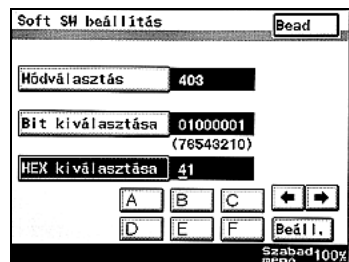 Soft SW beállítás Bead
Módválasztás 403
Bit kiválasztása 01000001
(76543210)
HEX kiválasztása 41
A B C
D E F Beáll.
Szabad 100%